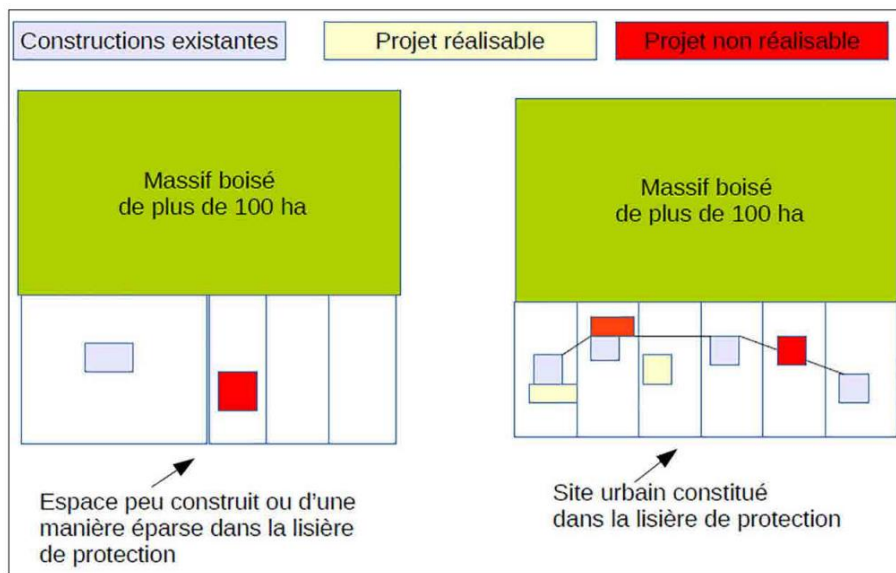 Constructions existantes
Projet réalisable
Projet non réalisable
Massif boisé
de plus de 100 ha
Massif boisé
de plus de 100 ha
Espace peu construit ou d'une
manière éparse dans la lisière
de protection
Site urbain constitué
dans la lisière de protection